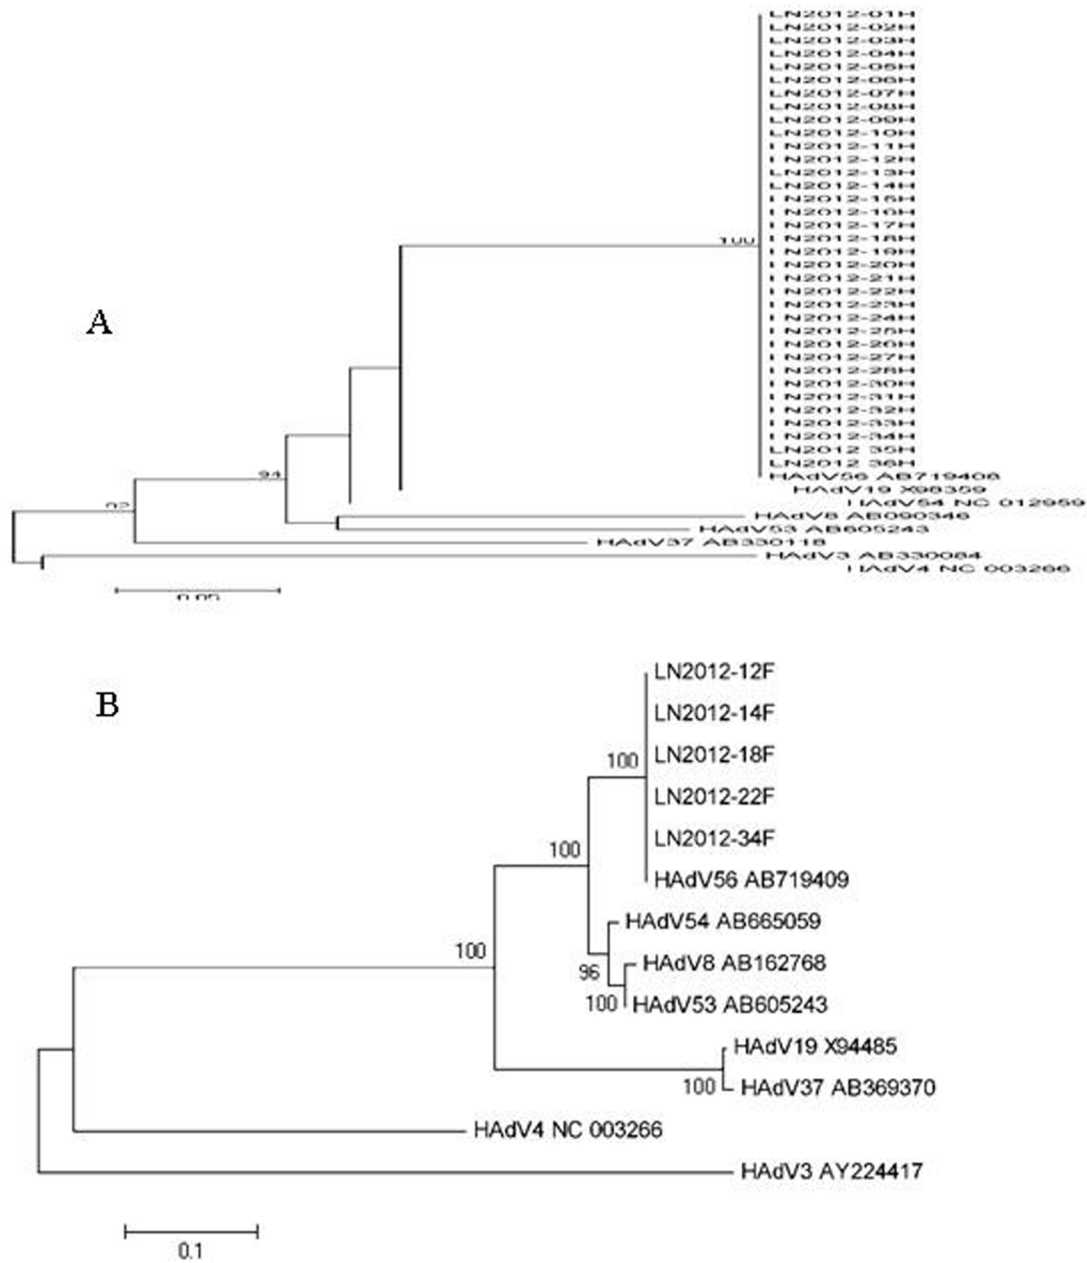 LN2012-01H
LN2012-02H
LN2012-03H
LN2012-04H
LN2012-05H
LN2012-06H
LN2012-07H
LN2012-08H
LN2012-09H
LN2012-10H
LN2012-11H
LN2012-12H
LN2012-13H
LN2012-14H
LN2012-15H
LN2012-16H
LN2012-17H
LN2012-18H
100
LN2012-19H
LN2012-20H
LN2012-21H
LN2012-22H
LN2012-23H
A
LN2012-24H
LN2012-25H
LN2012-26H
LN2012-27H
LN2012-28H
LN2012-30H
LN2012-31H
LN2012-32H
LN2012-33H
LN2012-34H
LN2012 35H
LN2012 36H
94
HAdV56 AB719408
HAdV19 X98359
HAdV54 NC 012959
HAdV8 AB090346
HAdV53 AB605243
HAdV37 AB330118
HAdV3 AB330084
HAdV4 NC 003266
0.05
B
LN2012-12F
LN2012-14F
LN2012-18F
100
LN2012-22F
LN2012-34F
100
HAdV56 AB719409
HAdV54 AB665059
100
HAdV8 AB162768
96
HAdV53 AB605243
100
HAdV19 X94485
HAdV37 AB369370
100
HAdV4 NC 003266
HAdV3 AY224417
0.1